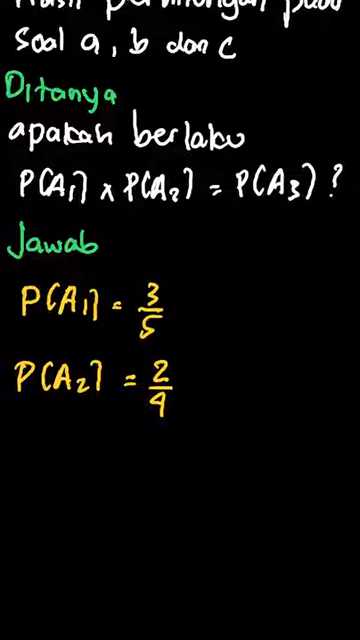 soal a, b dan c
Ditanya
apakah berlaku
P(A₁) × P(A₂) = P(A₃) ?
Jawab
P(A₁) = 3/5
P(A₂) = 2/4